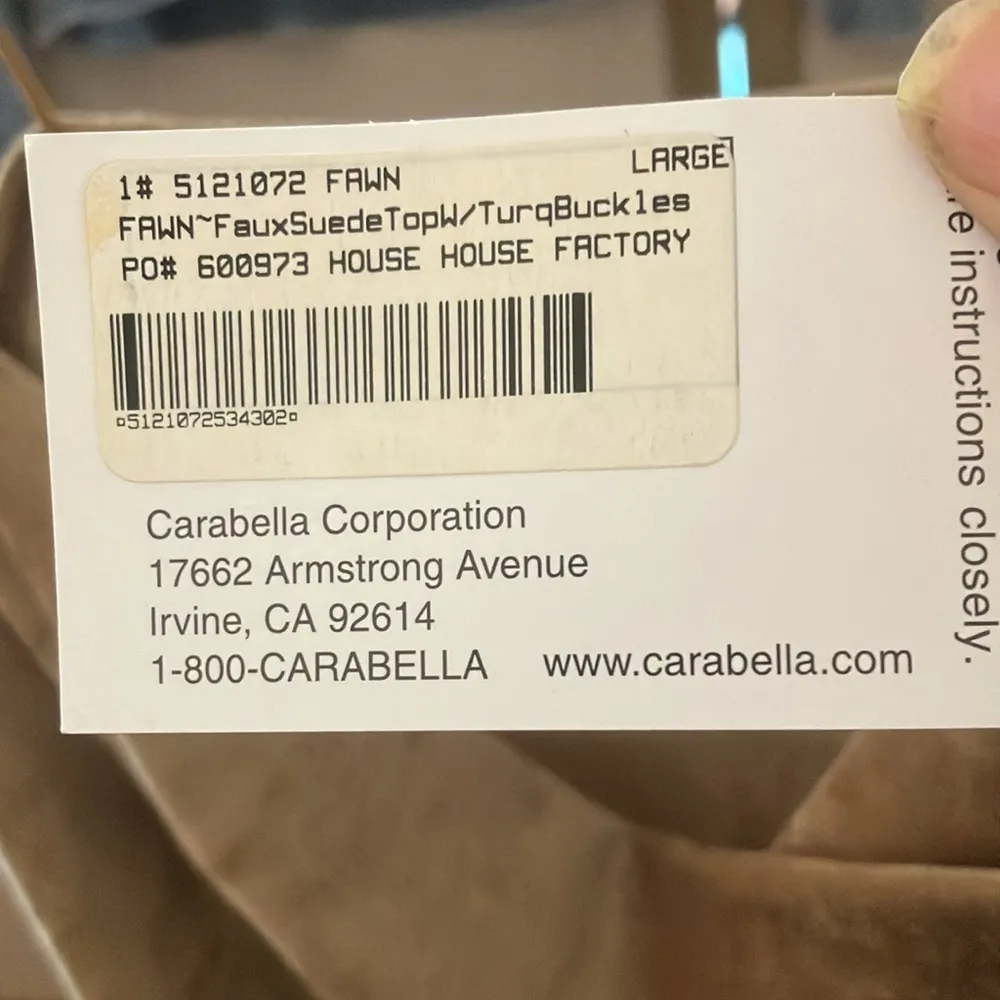 1# 5121072 FAWN LARGE
FAWN~FauxSuedeTopW/TurqBuckles
PO# 600973 HOUSE HOUSE FACTORY
¤5121072534302¤
Carabella Corporation
17662 Armstrong Avenue
Irvine, CA 92614
1-800-CARABELLA www.carabella.com
instructions closely.